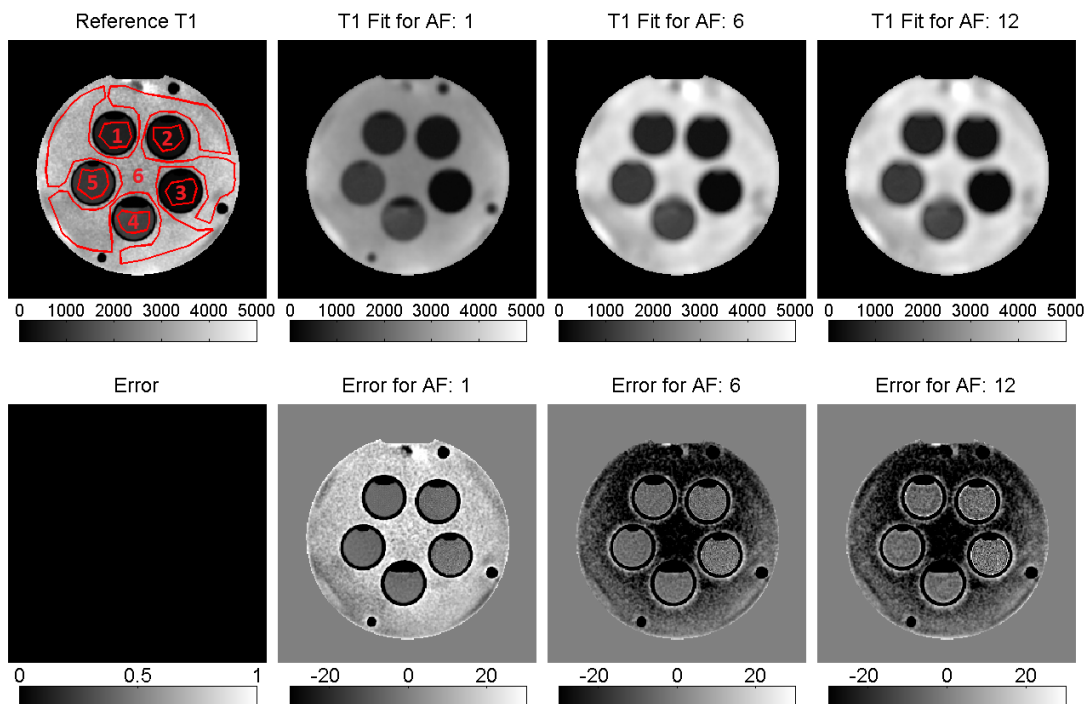 Reference T1
T1 Fit for AF: 1
T1 Fit for AF: 6
T1 Fit for AF: 12
1
2
5
6
3
4
0 1000 2000 3000 4000 5000
0 1000 2000 3000 4000 5000
0 1000 2000 3000 4000 5000
0 1000 2000 3000 4000 5000
Error
Error for AF: 1
Error for AF: 6
Error for AF: 12
0 0.5 1
-20 0 20
-20 0 20
-20 0 20